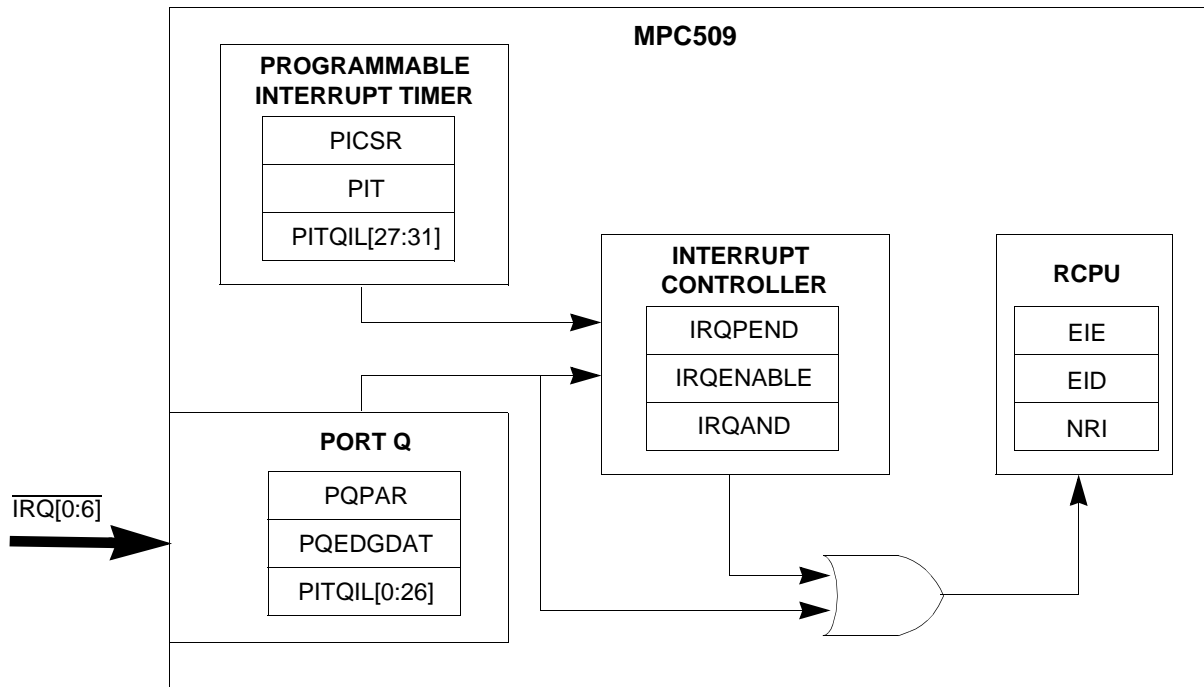 MPC509
PROGRAMMABLE
INTERRUPT TIMER
PICSR
PIT
PITQIL[27:31]
INTERRUPT
CONTROLLER
IRQPEND
IRQENABLE
IRQAND
RCPU
EIE
EID
NRI
PORT Q
PQPAR
PQEDGDAT
PITQIL[0:26]
IRQ[0:6]